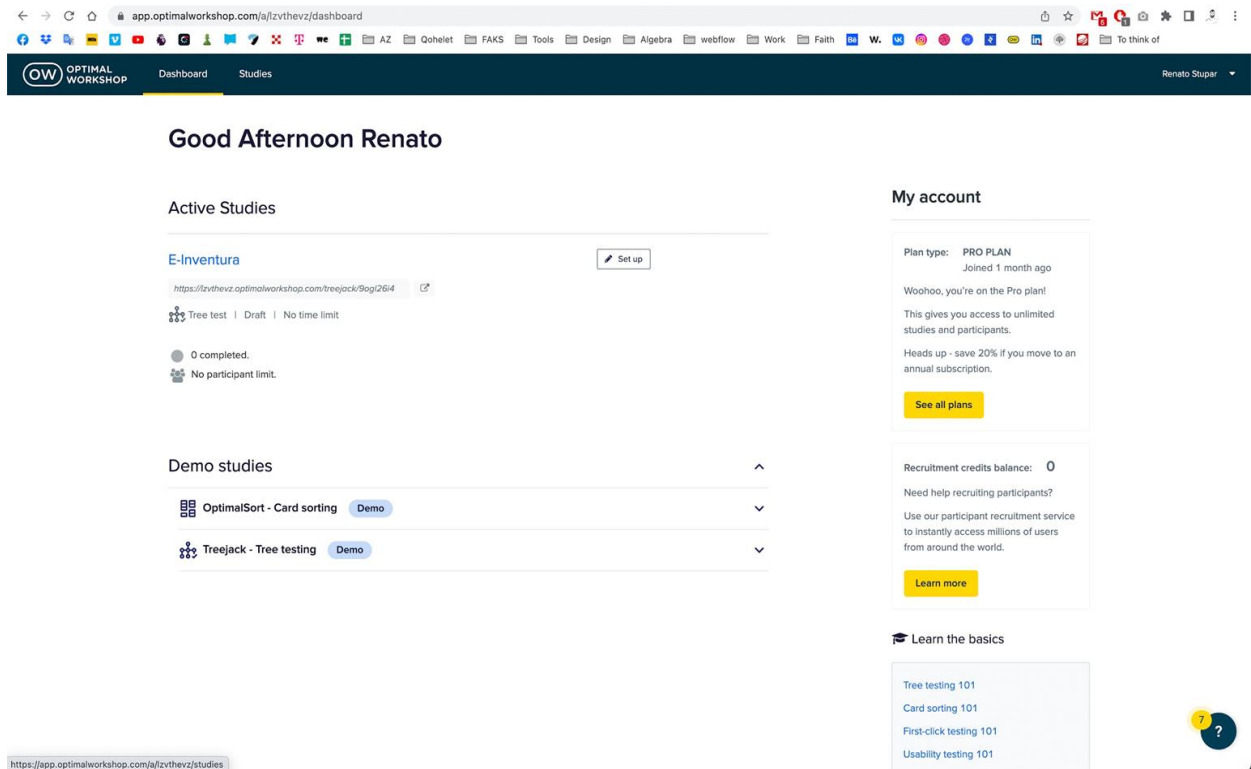 app.optimalworkshop.com/a/lzvthevz/dashboard
we AZ Qohelet FAKS Tools Design Algebra webflow Work Faith Bē W. To think of
OW OPTIMAL WORKSHOP Dashboard Studies Renato Stupar
Good Afternoon Renato
Active Studies
E-Inventura Set up
https://lzvthevz.optimalworkshop.com/treejack/9ogi26i4
Tree test | Draft | No time limit
0 completed.
No participant limit.
Demo studies
OptimalSort - Card sorting Demo
Treejack - Tree testing Demo
My account
Plan type: PRO PLAN
Joined 1 month ago
Woohoo, you're on the Pro plan!
This gives you access to unlimited
studies and participants.
Heads up - save 20% if you move to an
annual subscription.
See all plans
Recruitment credits balance: 0
Need help recruiting participants?
Use our participant recruitment service
to instantly access millions of users
from around the world.
Learn more
Learn the basics
Tree testing 101
Card sorting 101
First-click testing 101
Usability testing 101
7
?
https://app.optimalworkshop.com/a/lzvthevz/studies